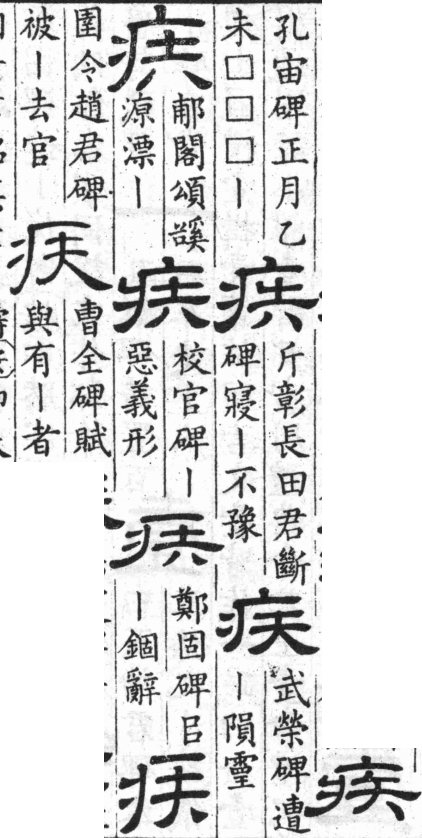 疾
孔宙碑正月乙
未□□□丨
疾
斤彰長田君斷
碑寑丨不豫
疾
武榮碑遭
丨隕霊
疾
郙閣頌谿
源漂丨
疾
校官碑丨
惡義形
疾
鄭固碑㠯
丨錮辭
疾
圉令趙君碑
被丨去官
疾
曹全碑賦
與有丨者